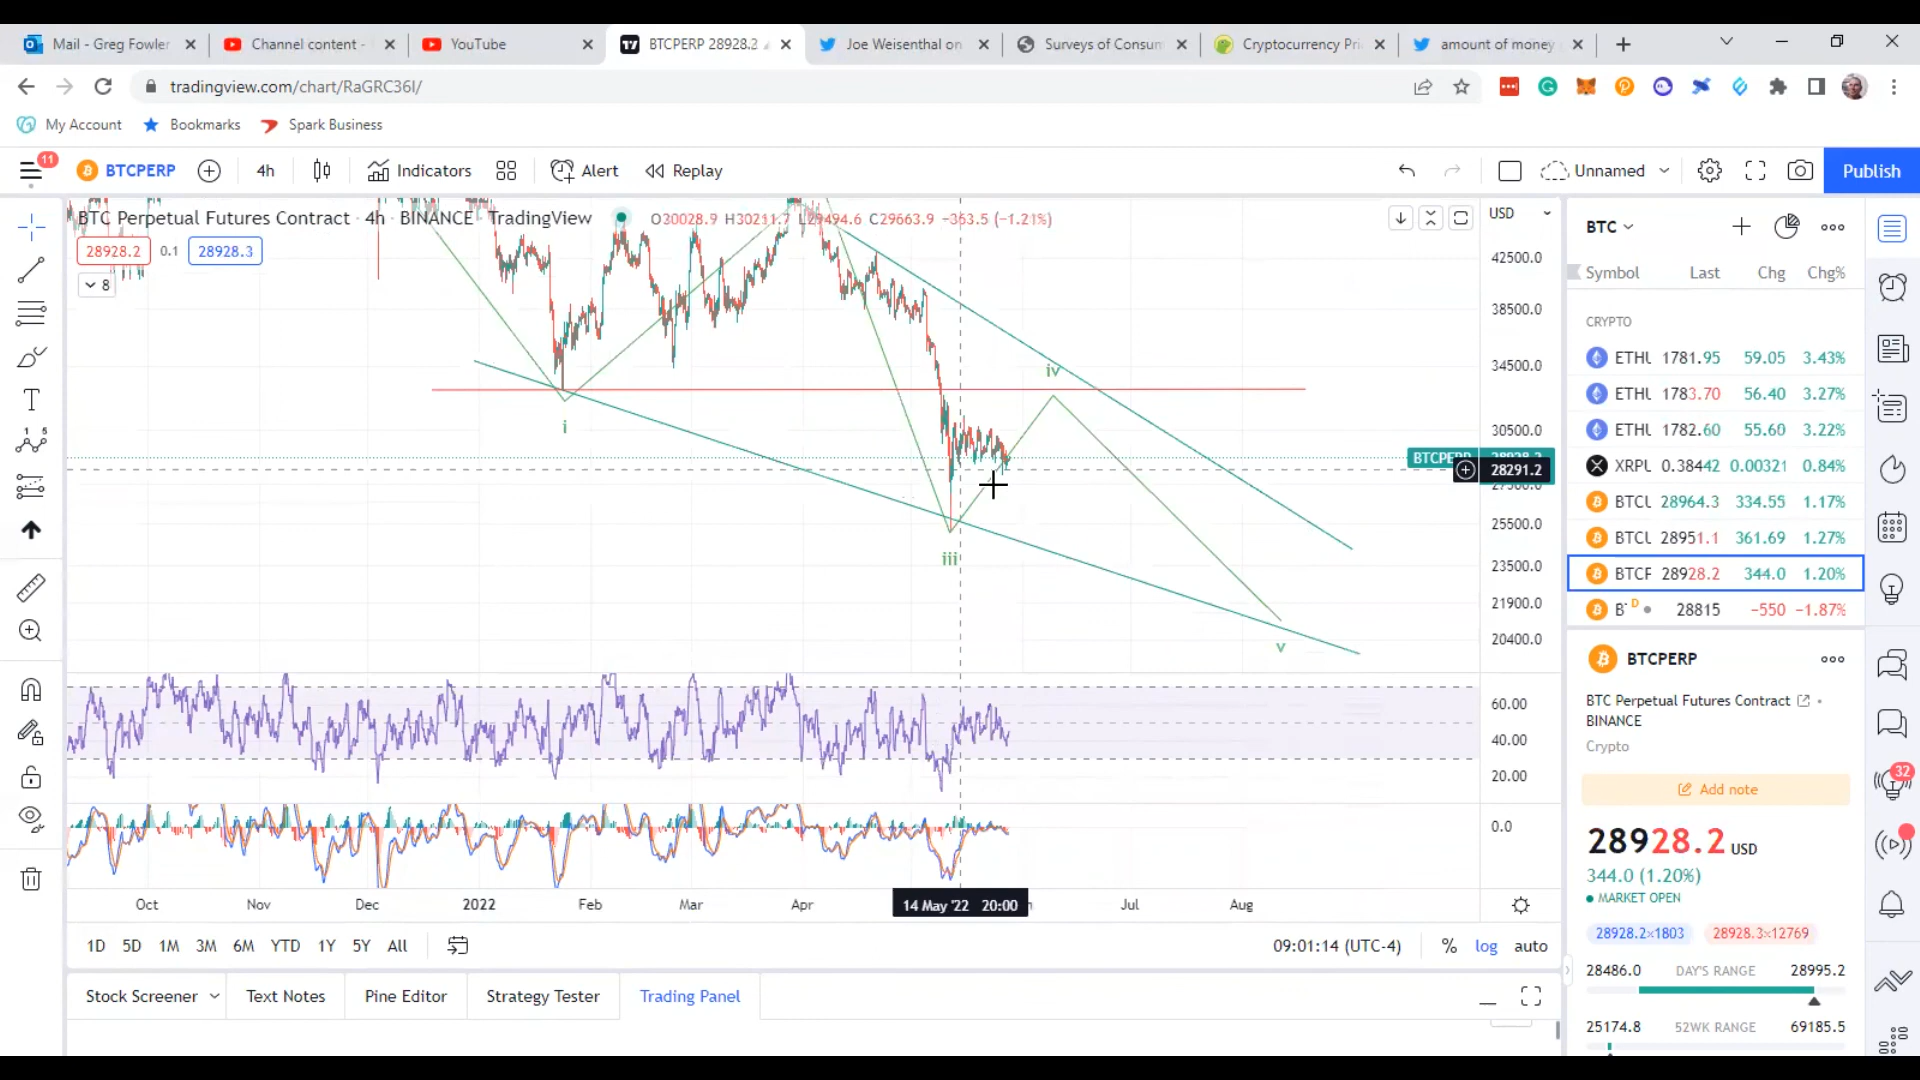 Mail - Greg Fowler
Channel content -
YouTube
BTCPERP 28928.2
Joe Weisenthal on
Surveys of Consum
Cryptocurrency Pri
amount of money
tradingview.com/chart/RaGRC36I/
My Account
Bookmarks
Spark Business
11
BTCPERP
4h
Indicators
Alert
Replay
Unnamed
Publish
BTC Perpetual Futures Contract · 4h · BINANCE · TradingView
O30028.9 H30211.7 L29494.6 C29663.9 −363.5 (−1.21%)
USD
28928.2
0.1
28928.3
8
42500.0
38500.0
34500.0
30500.0
BTCPERP
28291.2
25500.0
23500.0
21900.0
20400.0
i
iii
iv
v
60.00
40.00
20.00
0.0
Oct
Nov
Dec
2022
Feb
Mar
Apr
14 May '22 20:00
Jul
Aug
1D
5D
1M
3M
6M
YTD
1Y
5Y
All
09:01:14 (UTC-4)
%
log
auto
Stock Screener
Text Notes
Pine Editor
Strategy Tester
Trading Panel
BTC
Symbol
Last
Chg
Chg%
CRYPTO
ETHU 1781.95 59.05 3.43%
ETHU 1783.70 56.40 3.27%
ETHU 1782.60 55.60 3.22%
XRPU 0.38442 0.00321 0.84%
BTCU 28964.3 334.55 1.17%
BTCU 28951.1 361.69 1.27%
BTCF 28928.2 344.0 1.20%
B D 28815 −550 −1.87%
BTCPERP
BTC Perpetual Futures Contract
BINANCE
Crypto
Add note
28928.2 USD
344.0 (1.20%)
MARKET OPEN
28928.2×1803
28928.3×12769
28486.0 DAY'S RANGE 28995.2
25174.8 52WK RANGE 69185.5
32